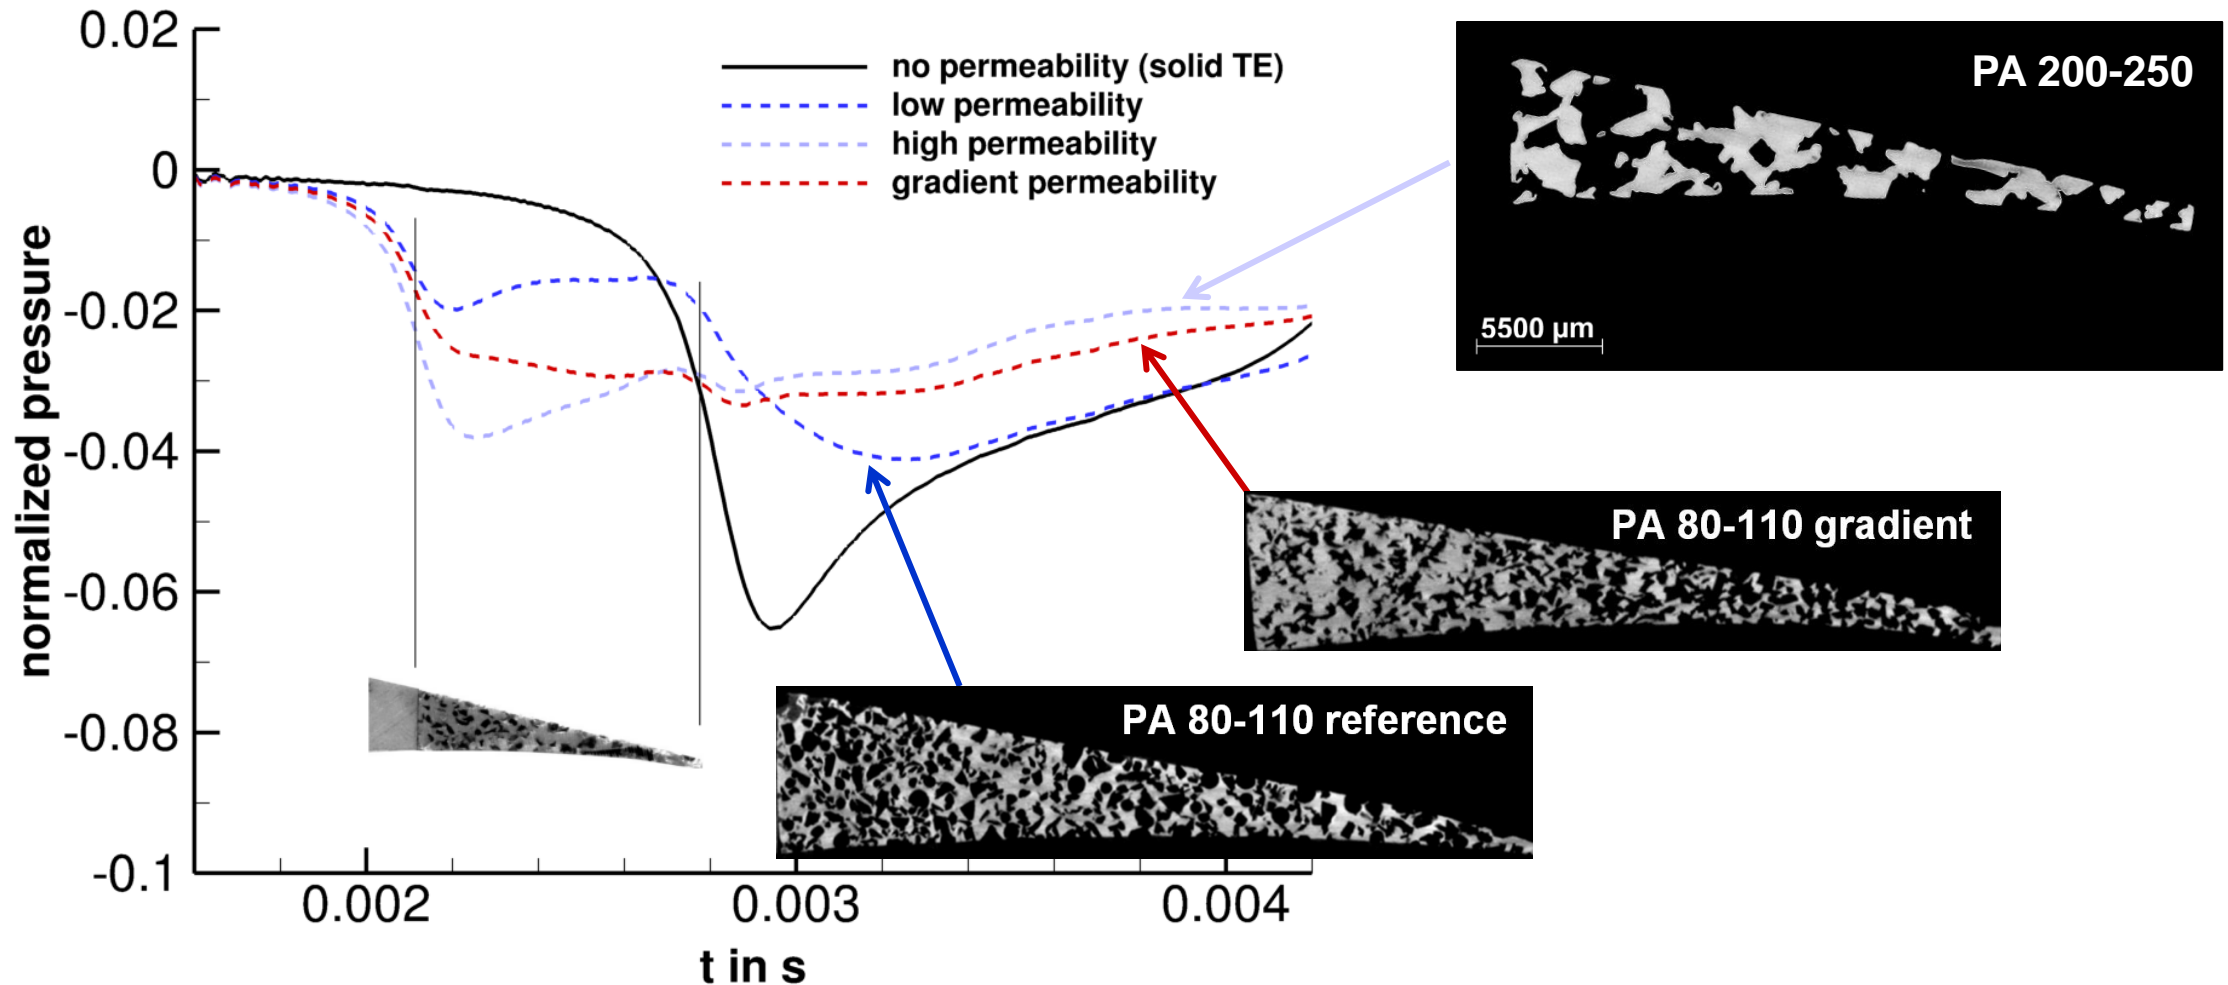 0.02
0
-0.02
-0.04
-0.06
-0.08
-0.1
normalized pressure
no permeability (solid TE)
low permeability
high permeability
gradient permeability
PA 200-250
5500 µm
PA 80-110 gradient
PA 80-110 reference
0.002
0.003
0.004
t in s